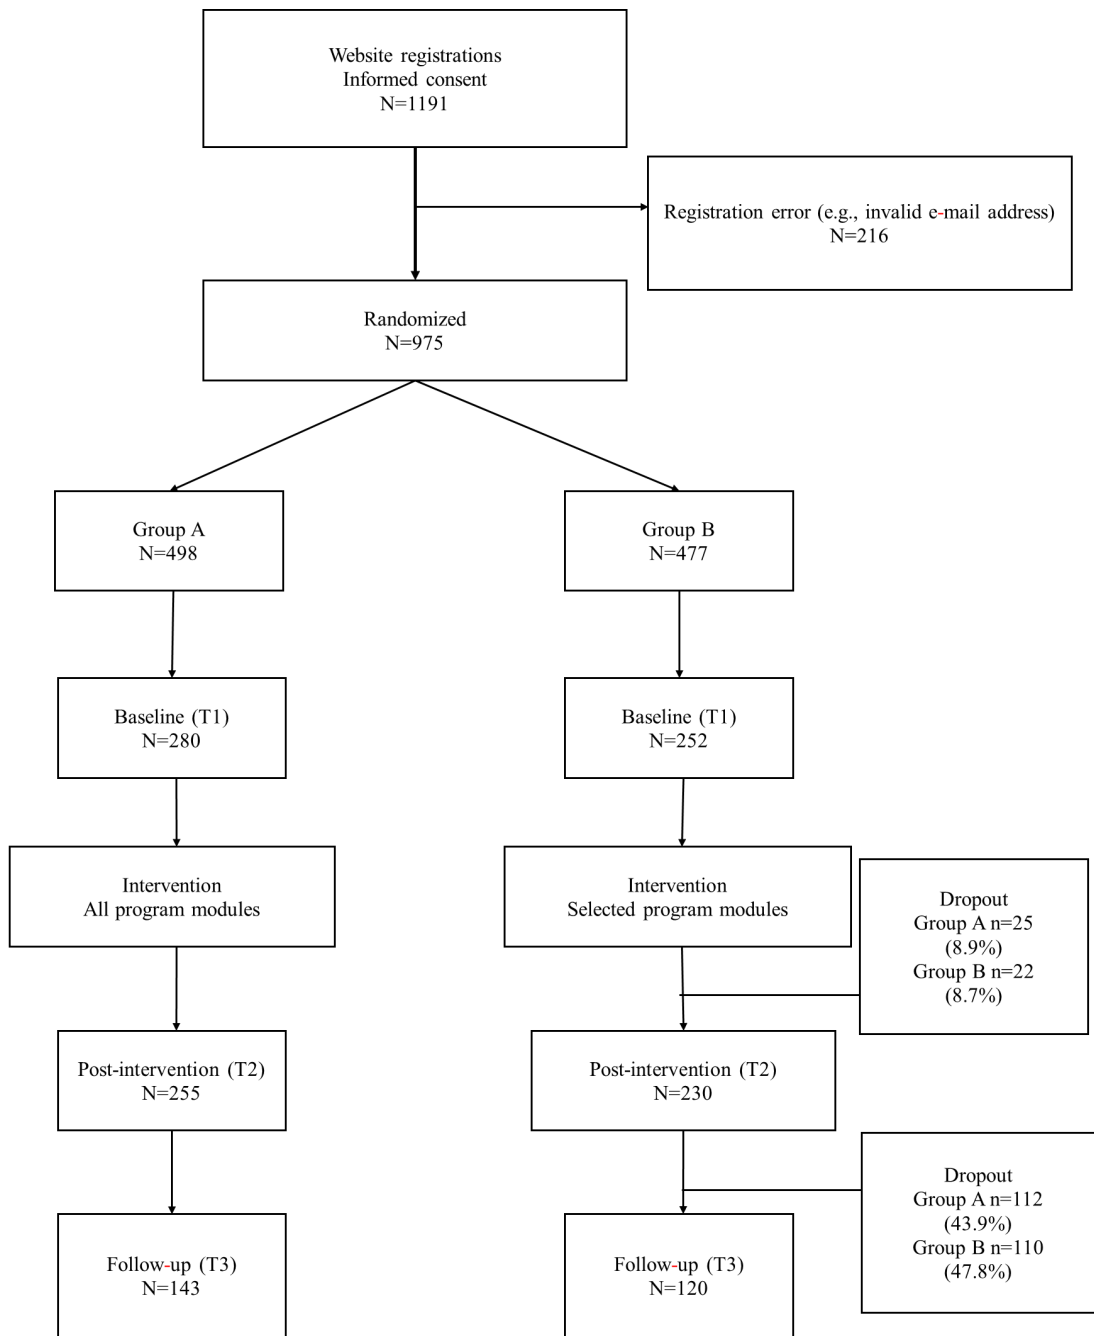 Website registrations
Informed consent
N=1191
Registration error (e.g., invalid e-mail address)
N=216
Randomized
N=975
Group A
N=498
Group B
N=477
Baseline (T1)
N=280
Baseline (T1)
N=252
Intervention
All program modules
Intervention
Selected program modules
Dropout
Group A n=25
(8.9%)
Group B n=22
(8.7%)
Post-intervention (T2)
N=255
Post-intervention (T2)
N=230
Dropout
Group A n=112
(43.9%)
Group B n=110
(47.8%)
Follow-up (T3)
N=143
Follow-up (T3)
N=120